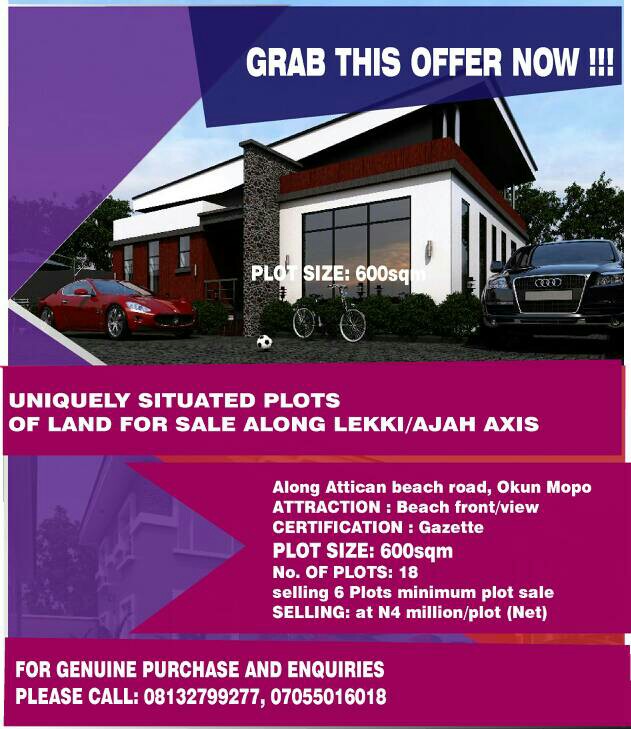 GRAB THIS OFFER NOW !!!
PLOT SIZE: 600sqm
UNIQUELY SITUATED PLOTS
OF LAND FOR SALE ALONG LEKKI/AJAH AXIS
Along Attican beach road, Okun Mopo
ATTRACTION : Beach front/view
CERTIFICATION : Gazette
PLOT SIZE: 600sqm
No. OF PLOTS: 18
selling 6 Plots minimum plot sale
SELLING: at N4 million/plot (Net)
FOR GENUINE PURCHASE AND ENQUIRIES
PLEASE CALL: 08132799277, 07055016018